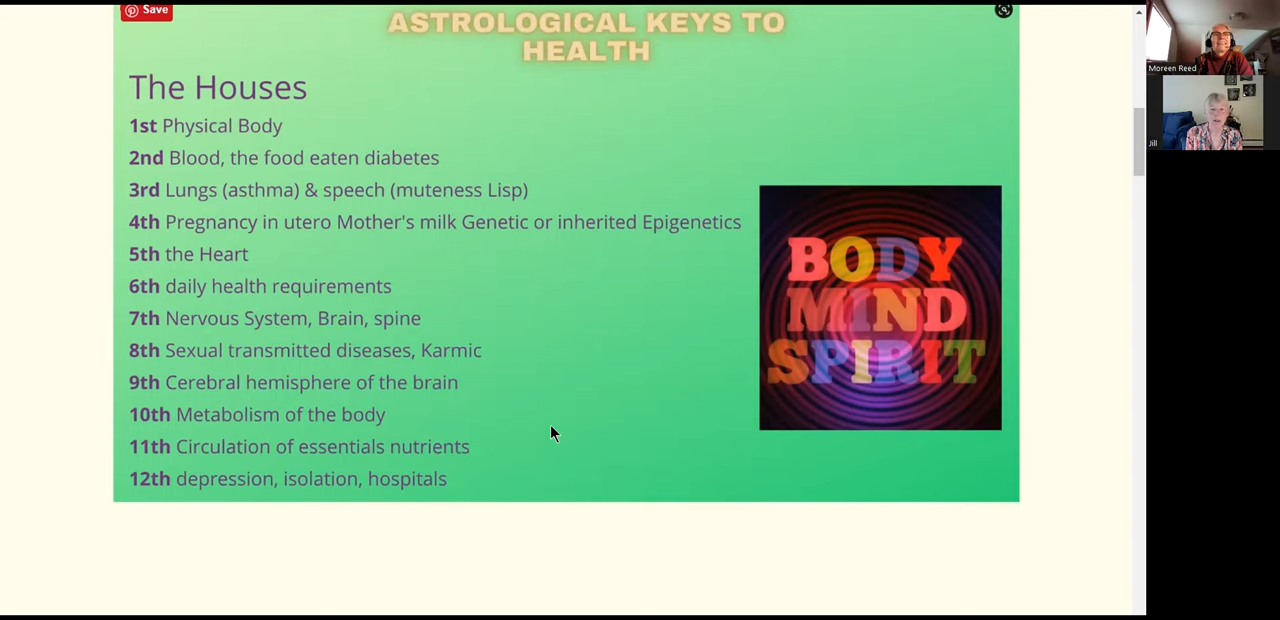 Save
ASTROLOGICAL KEYS TO
HEALTH
The Houses
1st Physical Body
2nd Blood, the food eaten diabetes
3rd Lungs (asthma) & speech (muteness Lisp)
4th Pregnancy in utero Mother's milk Genetic or inherited Epigenetics
5th the Heart
6th daily health requirements
7th Nervous System, Brain, spine
8th Sexual transmitted diseases, Karmic
9th Cerebral hemisphere of the brain
10th Metabolism of the body
11th Circulation of essentials nutrients
12th depression, isolation, hospitals
BODY
MIND
SPIRIT
Moreen Reed
Jill